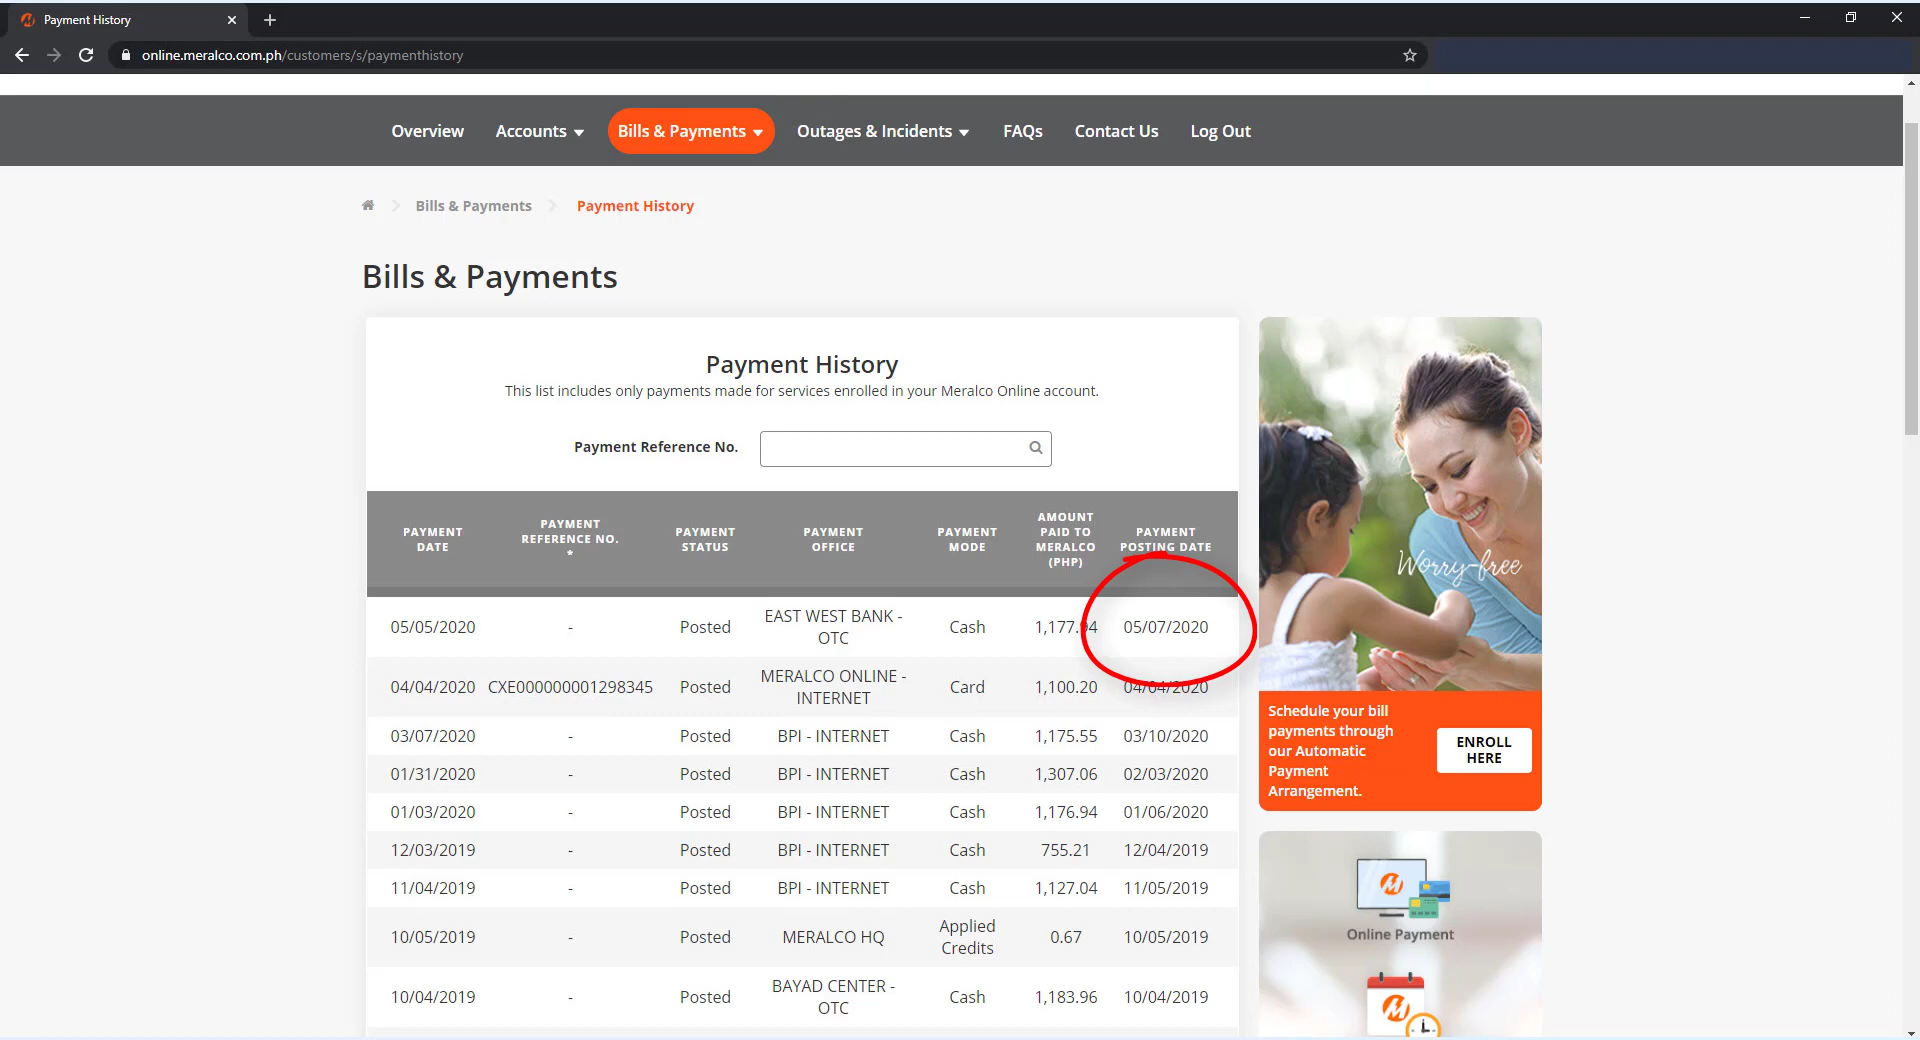 Payment History
online.meralco.com.ph/customers/s/paymenthistory
Overview Accounts Bills & Payments Outages & Incidents FAQs Contact Us Log Out
Bills & Payments Payment History
Bills & Payments
Payment History
This list includes only payments made for services enrolled in your Meralco Online account.
Payment Reference No.
PAYMENT DATE PAYMENT REFERENCE NO. * PAYMENT STATUS PAYMENT OFFICE PAYMENT MODE AMOUNT PAID TO MERALCO (PHP) PAYMENT POSTING DATE
05/05/2020 - Posted EAST WEST BANK - OTC Cash 1,177.94 05/07/2020
04/04/2020 CXE000000001298345 Posted MERALCO ONLINE - INTERNET Card 1,100.20 04/04/2020
03/07/2020 - Posted BPI - INTERNET Cash 1,175.55 03/10/2020
01/31/2020 - Posted BPI - INTERNET Cash 1,307.06 02/03/2020
01/03/2020 - Posted BPI - INTERNET Cash 1,176.94 01/06/2020
12/03/2019 - Posted BPI - INTERNET Cash 755.21 12/04/2019
11/04/2019 - Posted BPI - INTERNET Cash 1,127.04 11/05/2019
10/05/2019 - Posted MERALCO HQ Applied Credits 0.67 10/05/2019
10/04/2019 - Posted BAYAD CENTER - OTC Cash 1,183.96 10/04/2019
Worry-free
Schedule your bill
payments through
our Automatic
Payment
Arrangement.
ENROLL
HERE
Online Payment